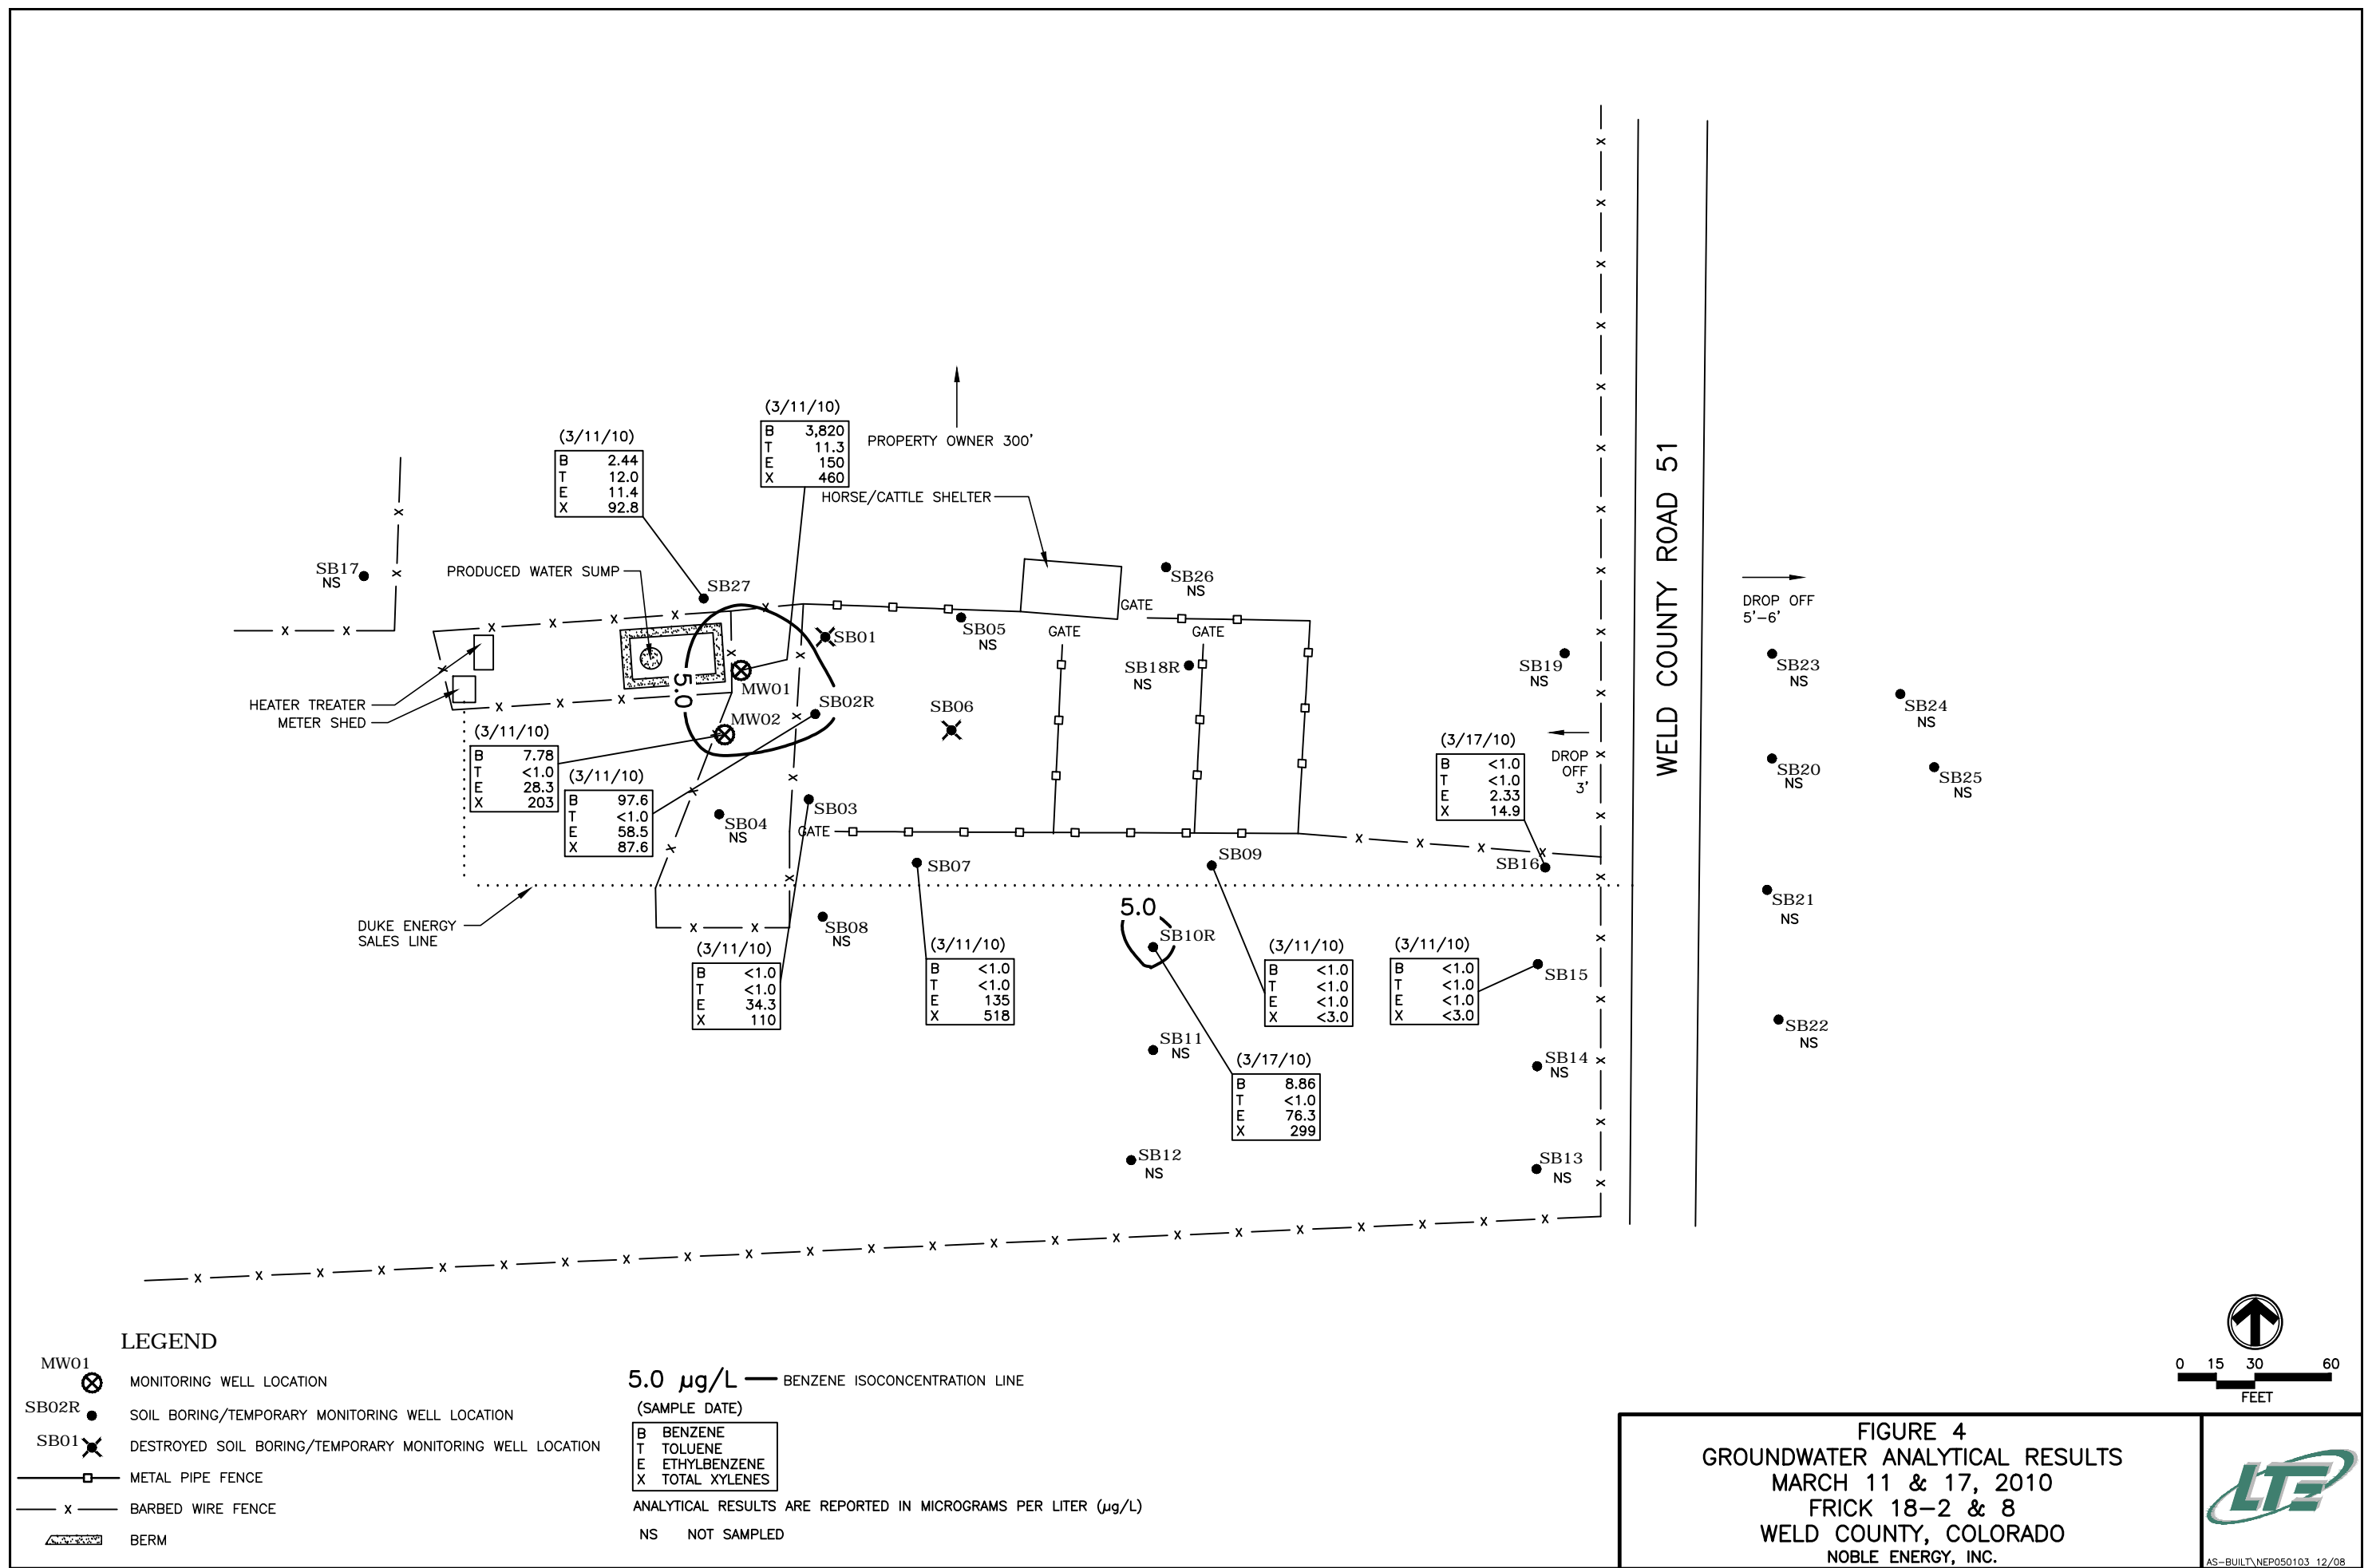 (3/11/10)
B 3,820
T 11.3
E 150
X 460
(3/11/10)
B 2.44
T 12.0
E 11.4
X 92.8
PROPERTY OWNER 300'
HORSE/CATTLE SHELTER
WELD COUNTY ROAD 51
SB17
NS
PRODUCED WATER SUMP
SB27
SB26
NS
GATE
DROP OFF
5'-6'
SB01
SB05
NS
GATE
GATE
SB18R
NS
SB19
NS
SB23
NS
MW01
5.0
SB02R
HEATER TREATER
METER SHED
MW02
SB06
SB24
NS
(3/11/10)
B 7.78
T <1.0
E 28.3
X 203
(3/11/10)
B 97.6
T <1.0
E 58.5
X 87.6
(3/17/10)
B <1.0
T <1.0
E 2.33
X 14.9
DROP
OFF
3'
SB20
NS
SB25
NS
SB03
SB04
NS
GATE
SB07
SB09
SB16
SB21
NS
DUKE ENERGY
SALES LINE
SB08
NS
5.0
SB10R
(3/11/10)
B <1.0
T <1.0
E 34.3
X 110
(3/11/10)
B <1.0
T <1.0
E 135
X 518
(3/11/10)
B <1.0
T <1.0
E <1.0
X <3.0
(3/11/10)
B <1.0
T <1.0
E <1.0
X <3.0
SB15
SB22
NS
SB11
NS
(3/17/10)
B 8.86
T <1.0
E 76.3
X 299
SB14
NS
SB12
NS
SB13
NS
LEGEND
MW01 MONITORING WELL LOCATION
SB02R SOIL BORING/TEMPORARY MONITORING WELL LOCATION
SB01 DESTROYED SOIL BORING/TEMPORARY MONITORING WELL LOCATION
METAL PIPE FENCE
x BARBED WIRE FENCE
BERM
5.0 µg/L BENZENE ISOCONCENTRATION LINE
(SAMPLE DATE)
B BENZENE
T TOLUENE
E ETHYLBENZENE
X TOTAL XYLENES
ANALYTICAL RESULTS ARE REPORTED IN MICROGRAMS PER LITER (µg/L)
NS NOT SAMPLED
0 15 30 60
FEET
FIGURE 4
GROUNDWATER ANALYTICAL RESULTS
MARCH 11 & 17, 2010
FRICK 18-2 & 8
WELD COUNTY, COLORADO
NOBLE ENERGY, INC.
LTE
AS-BUILT\NEP050103 12/08